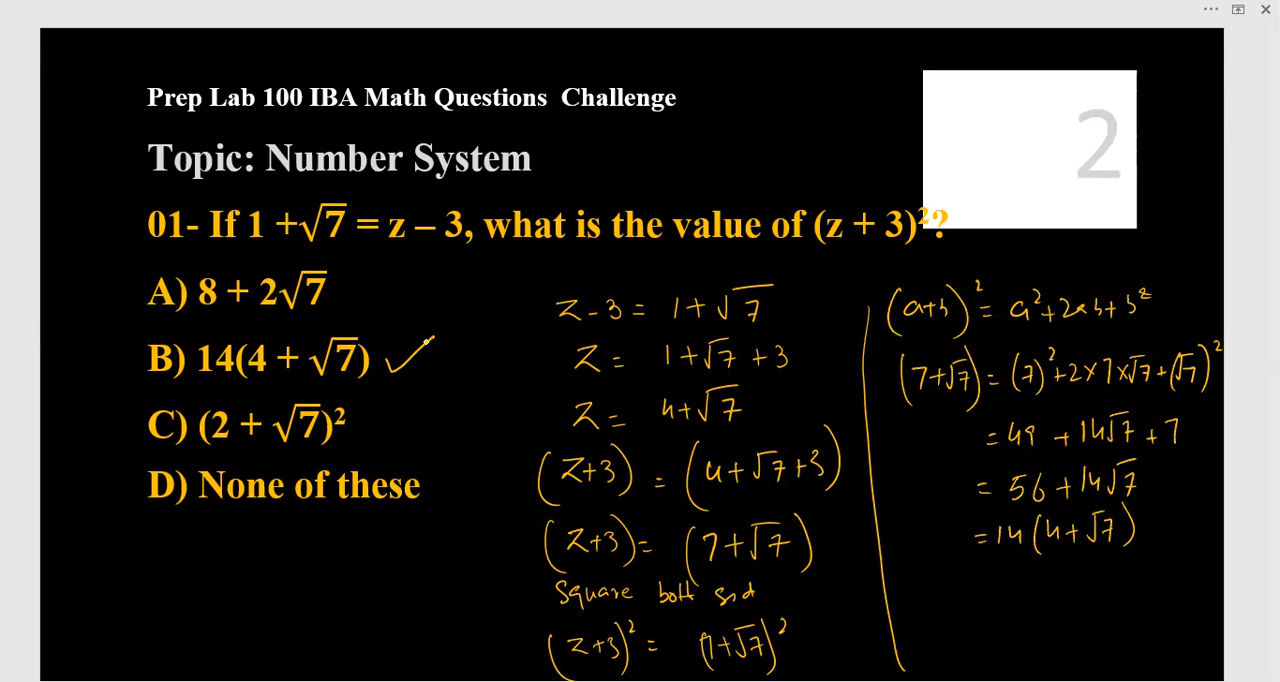 Prep Lab 100 IBA Math Questions Challenge
2
Topic: Number System
01- If 1 +√7 = z – 3, what is the value of (z + 3)²?
A) 8 + 2√7
B) 14(4 + √7) ✓
C) (2 + √7)²
D) None of these
z-3 = 1+√7
z = 1+√7 +3
z = 4+√7
(z+3) = (4+√7+3)
(z+3) = (7+√7)
Square both sid
(z+3)² = (7+√7)²
(a+b)² = a²+2ab+b²
(7+√7) = (7)²+2×7×√7+(√7)²
= 49 +14√7 +7
= 56+14√7
=14(4+√7)